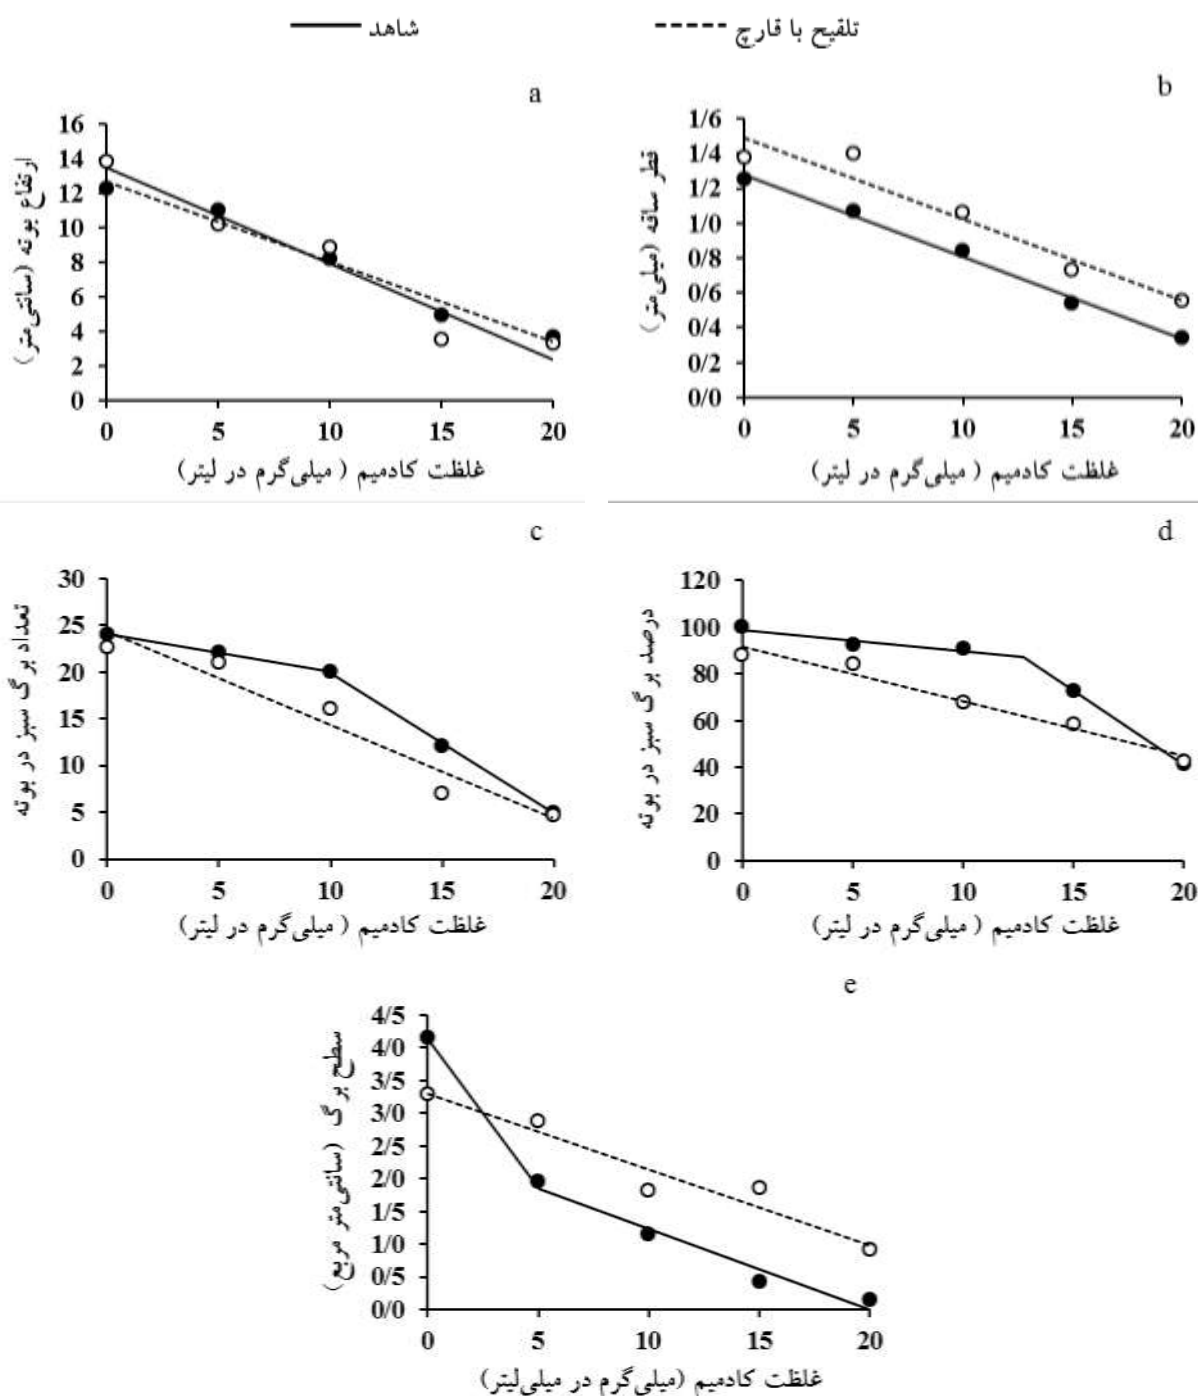 شاهد
تلقیح با قارچ
a
ارتفاع بوته (سانتی‌متر)
16
14
12
10
8
6
4
2
0
0 5 10 15 20
غلظت کادمیم ( میلی‌گرم در لیتر)
b
قطر ساقه (میلی‌متر)
1/6
1/4
1/2
1/0
0/8
0/6
0/4
0/2
0/0
0 5 10 15 20
غلظت کادمیم ( میلی‌گرم در لیتر)
c
تعداد برگ سبز در بوته
30
25
20
15
10
5
0
0 5 10 15 20
غلظت کادمیم ( میلی‌گرم در لیتر)
d
درصد برگ سبز در بوته
120
100
80
60
40
20
0
0 5 10 15 20
غلظت کادمیم ( میلی‌گرم در لیتر)
e
سطح برگ (سانتی‌متر مربع)
4/5
4/0
3/5
3/0
2/5
2/0
1/5
1/0
0/5
0/0
0 5 10 15 20
غلظت کادمیم (میلی‌گرم در میلی‌لیتر)